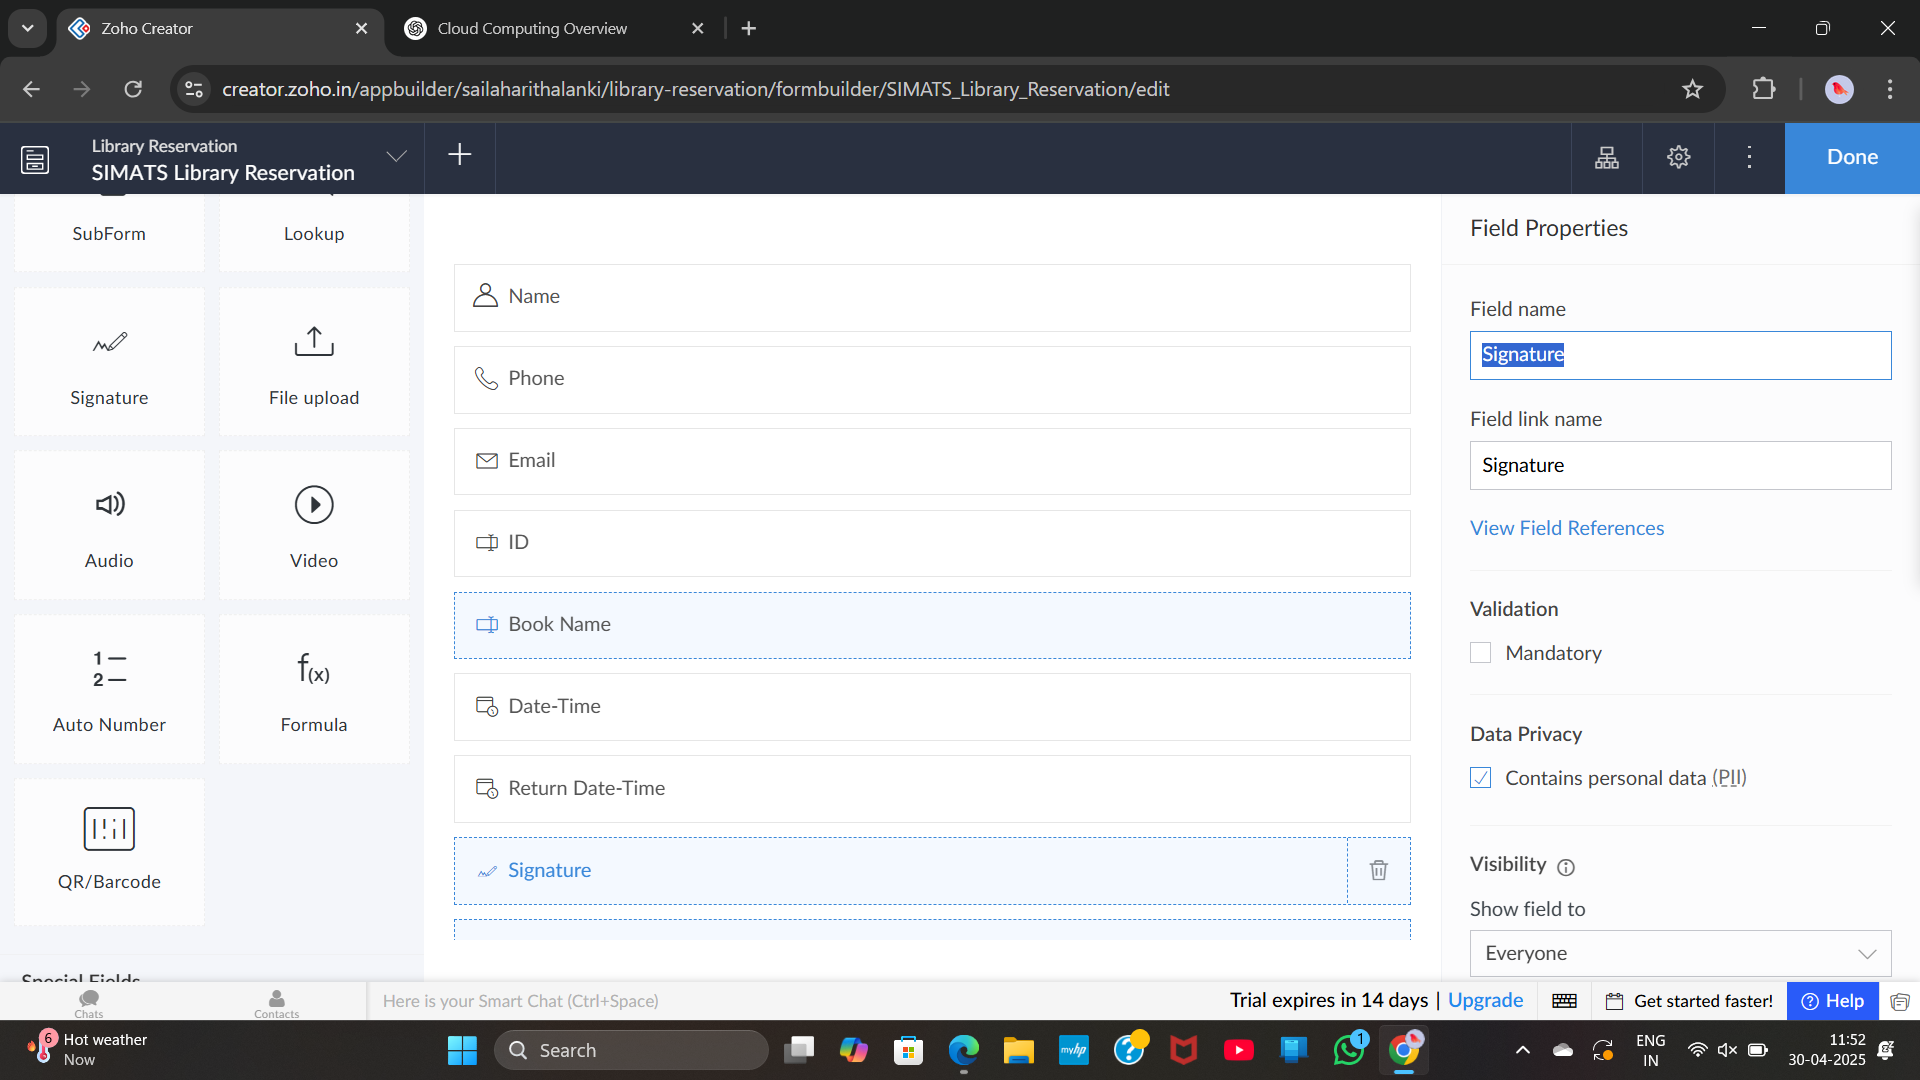 Zoho Creator
Cloud Computing Overview
creator.zoho.in/appbuilder/sailaharithalanki/library-reservation/formbuilder/SIMATS_Library_Reservation/edit
Library Reservation
SIMATS Library Reservation
Done
SubForm
Lookup
Signature
File upload
Audio
Video
1
2
Auto Number
f(x)
Formula
QR/Barcode
Special Fields
Name
Phone
Email
ID
Book Name
Date-Time
Return Date-Time
Signature
Field Properties
Field name
Signature
Field link name
Signature
View Field References
Validation
Mandatory
Data Privacy
Contains personal data (PII)
Visibility
Show field to
Everyone
Chats
Contacts
Here is your Smart Chat (Ctrl+Space)
Trial expires in 14 days | Upgrade
Get started faster!
Help
6
Hot weather
Now
Search
myhp
1
ENG
IN
11:52
30-04-2025